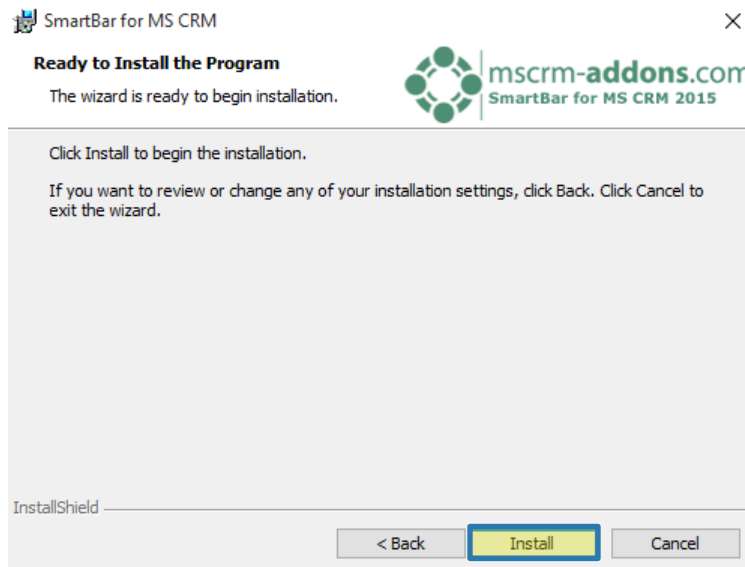 SmartBar for MS CRM
Ready to Install the Program
The wizard is ready to begin installation.
mscrm-addons.com
SmartBar for MS CRM 2015
Click Install to begin the installation.
If you want to review or change any of your installation settings, click Back. Click Cancel to
exit the wizard.
InstallShield
< Back
Install
Cancel